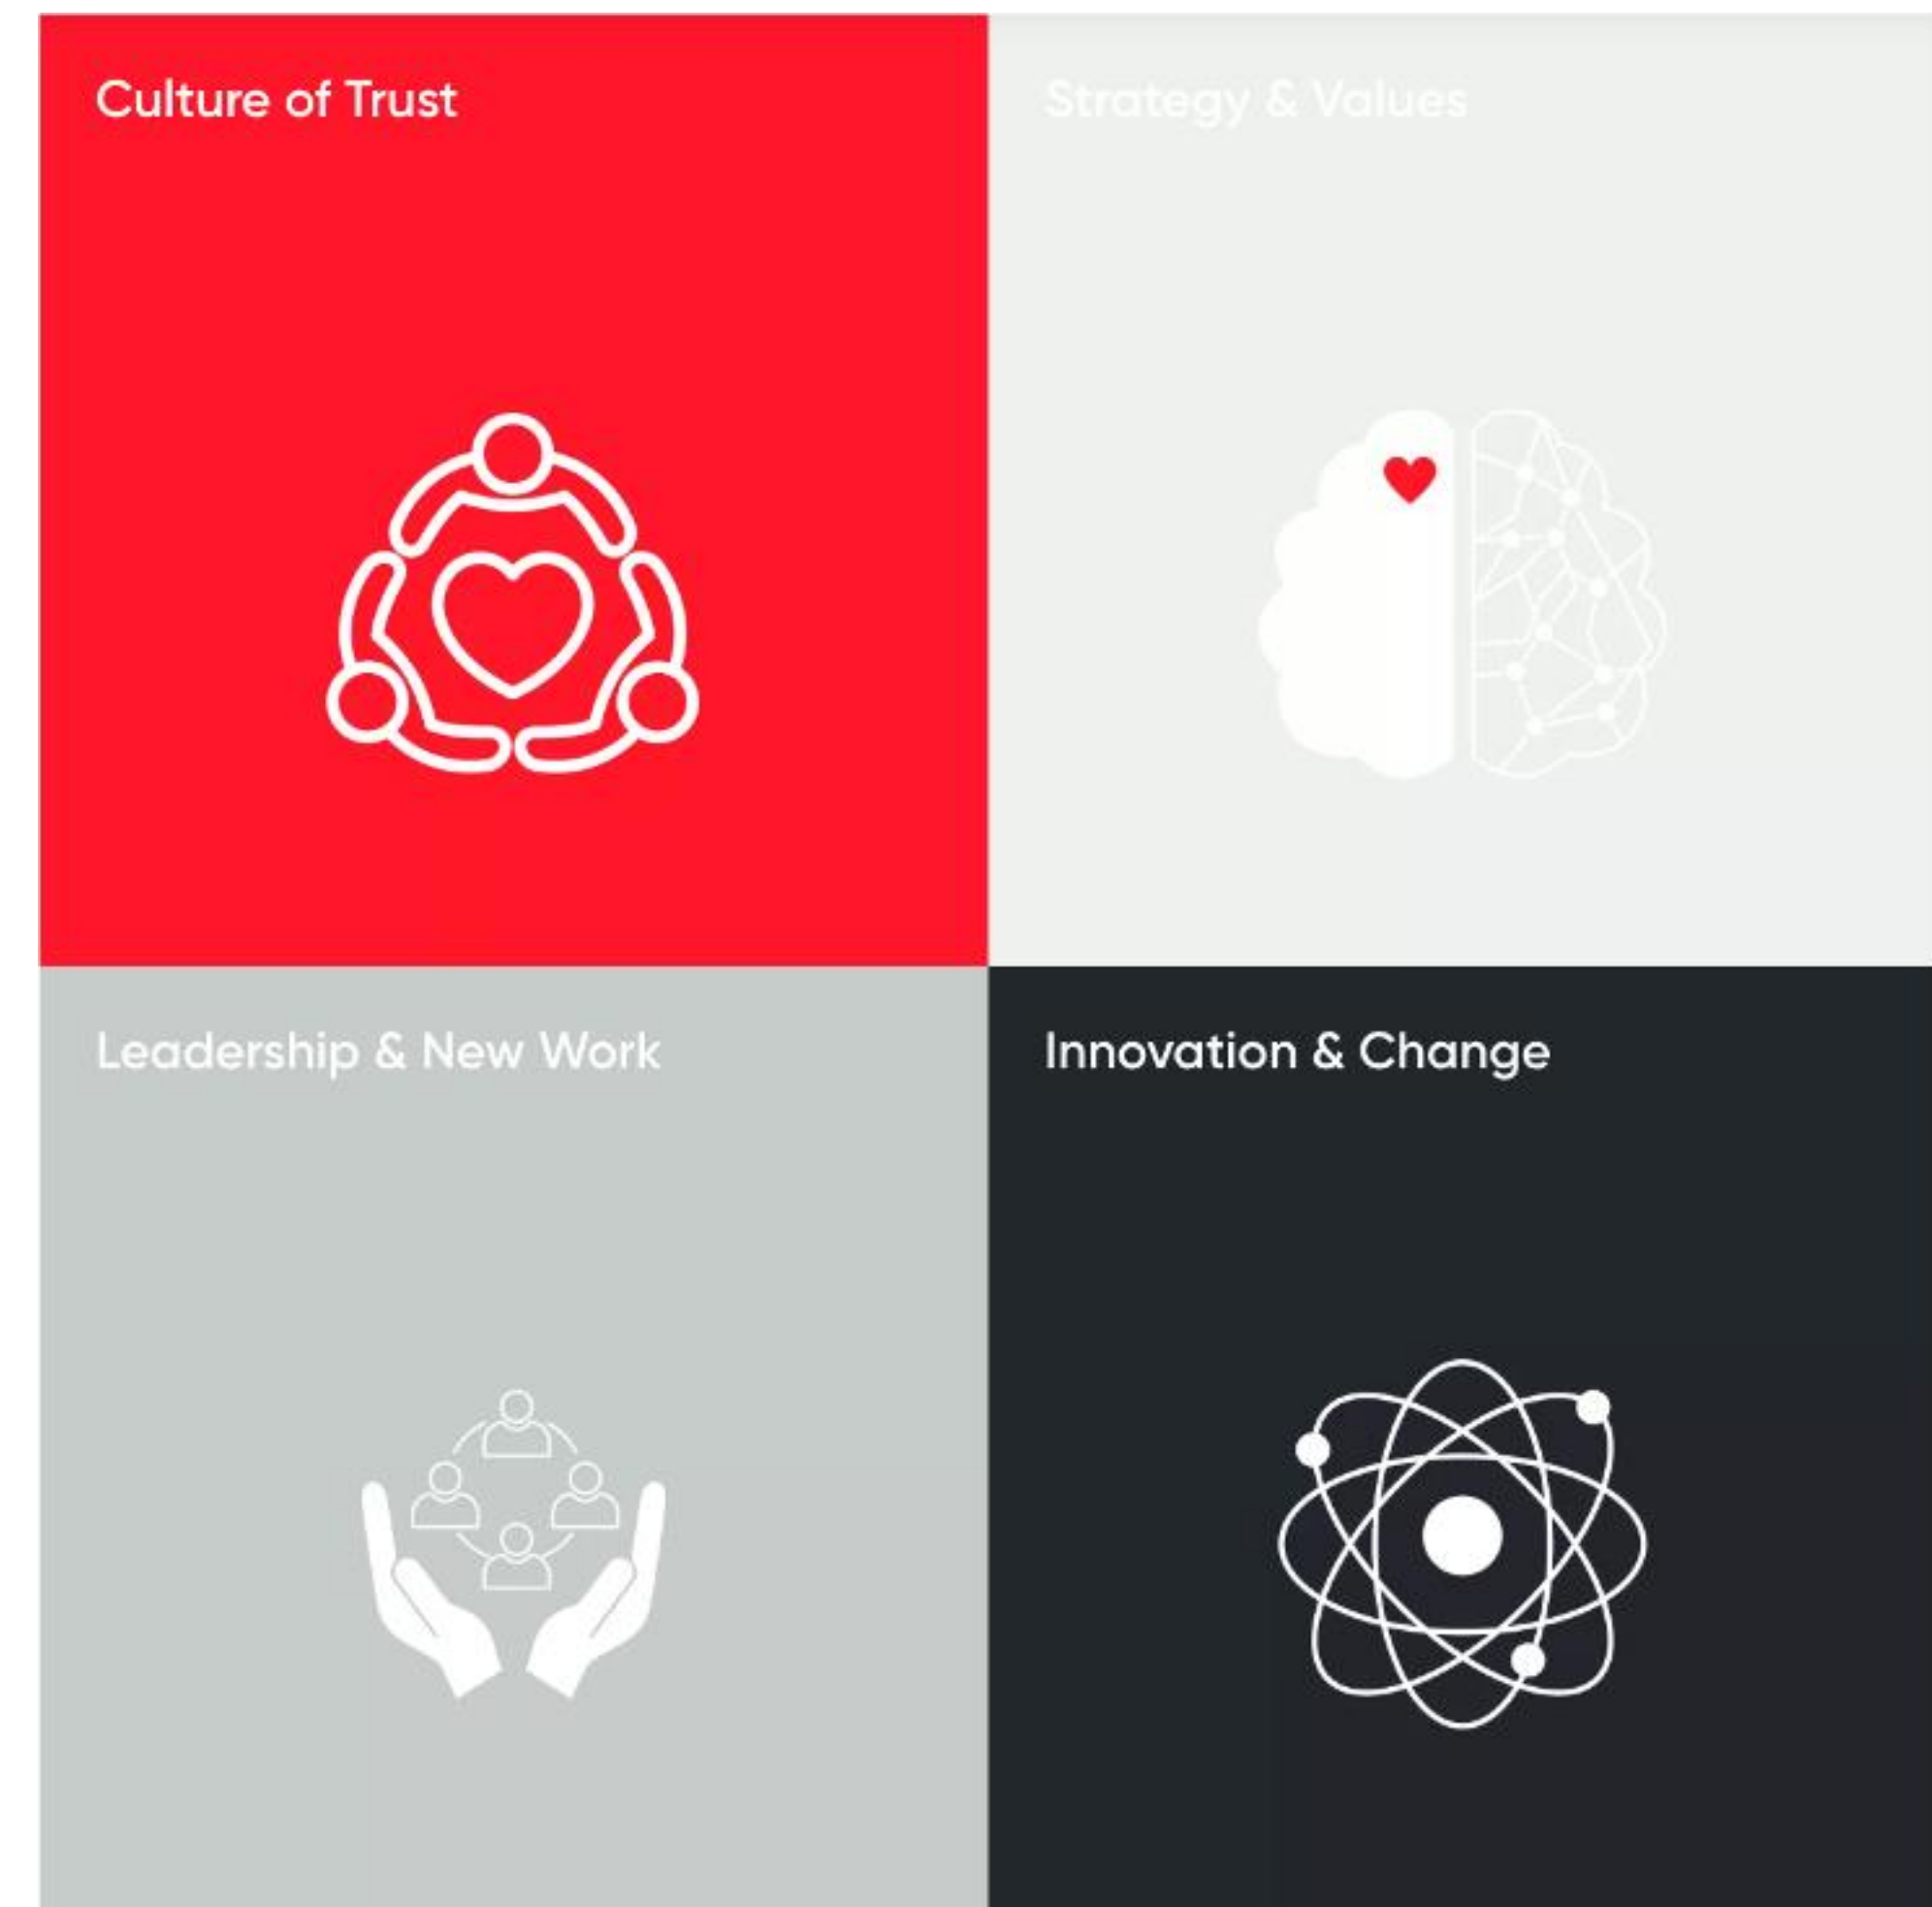 Culture of Trust
Strategy & Values
Leadership & New Work
Innovation & Change